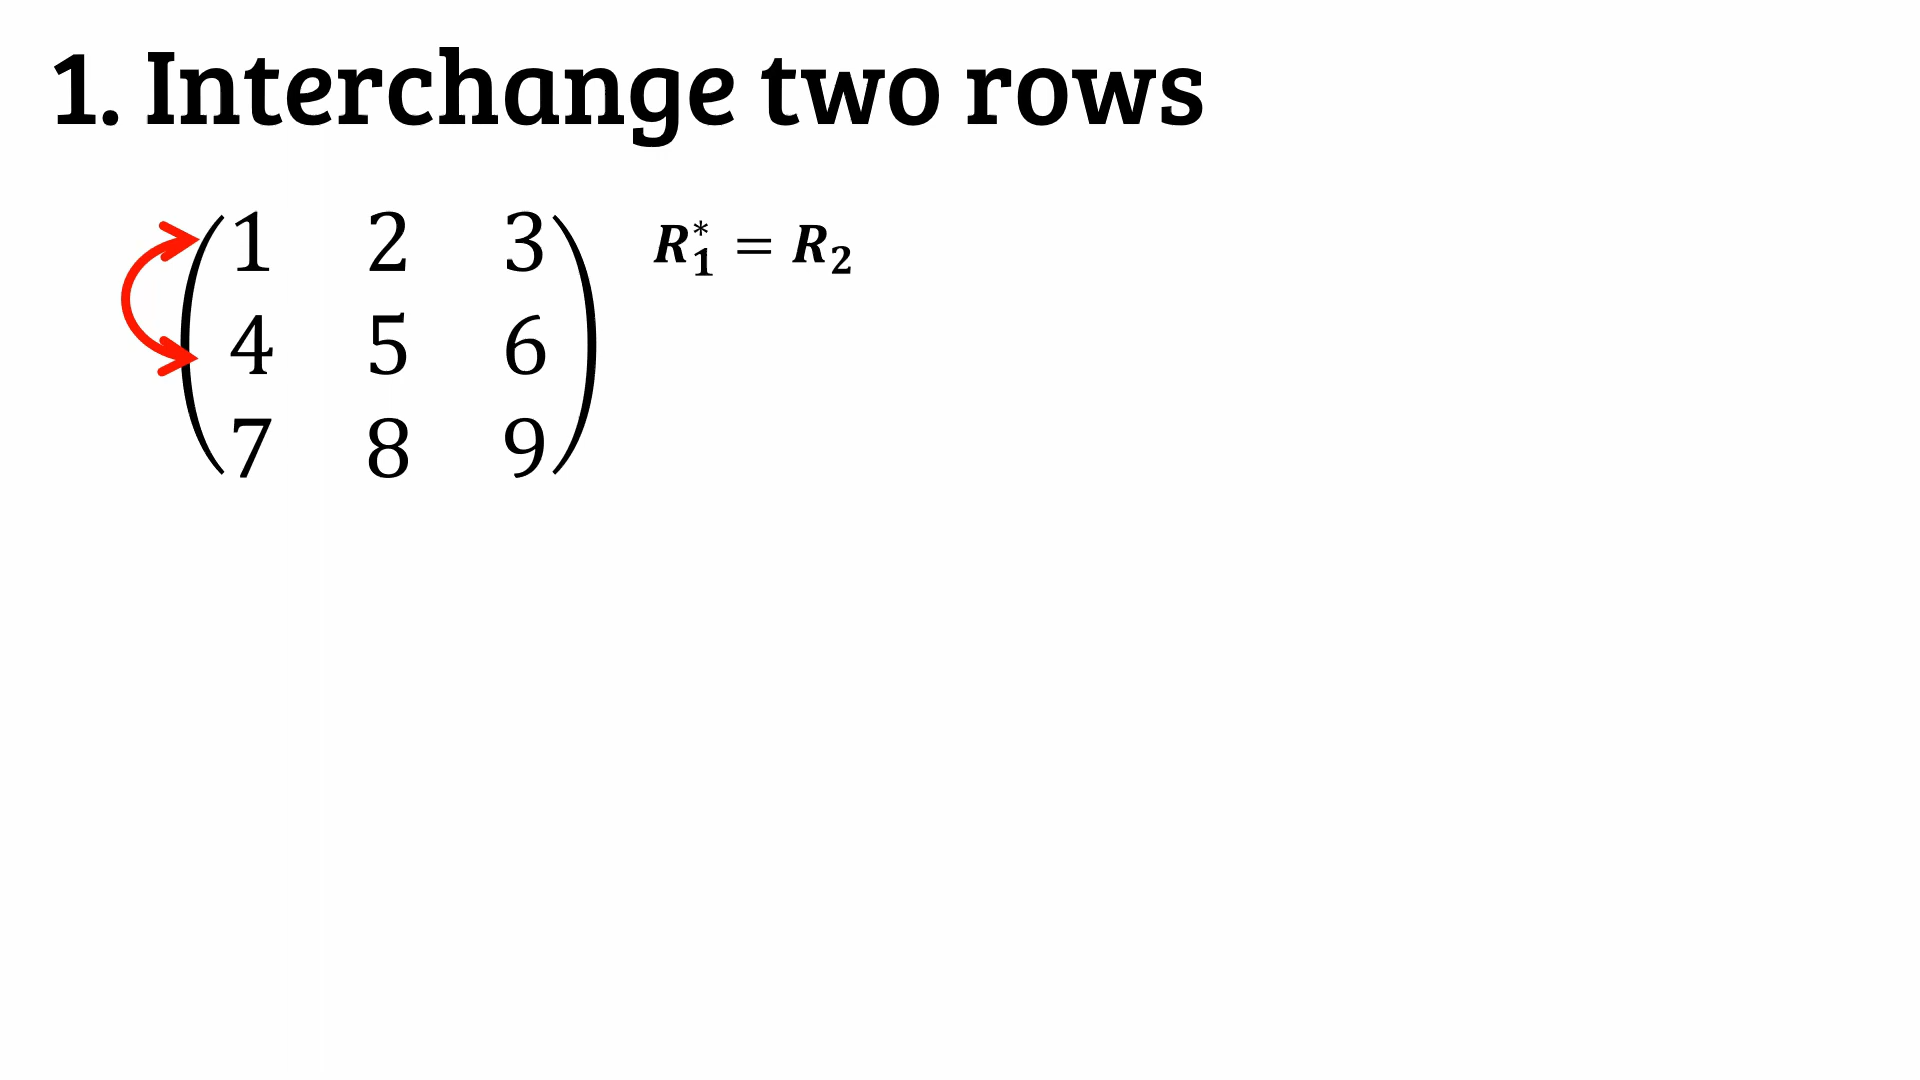 1. Interchange two rows
1 2 3 R₁* = R₂
4 5 6
7 8 9